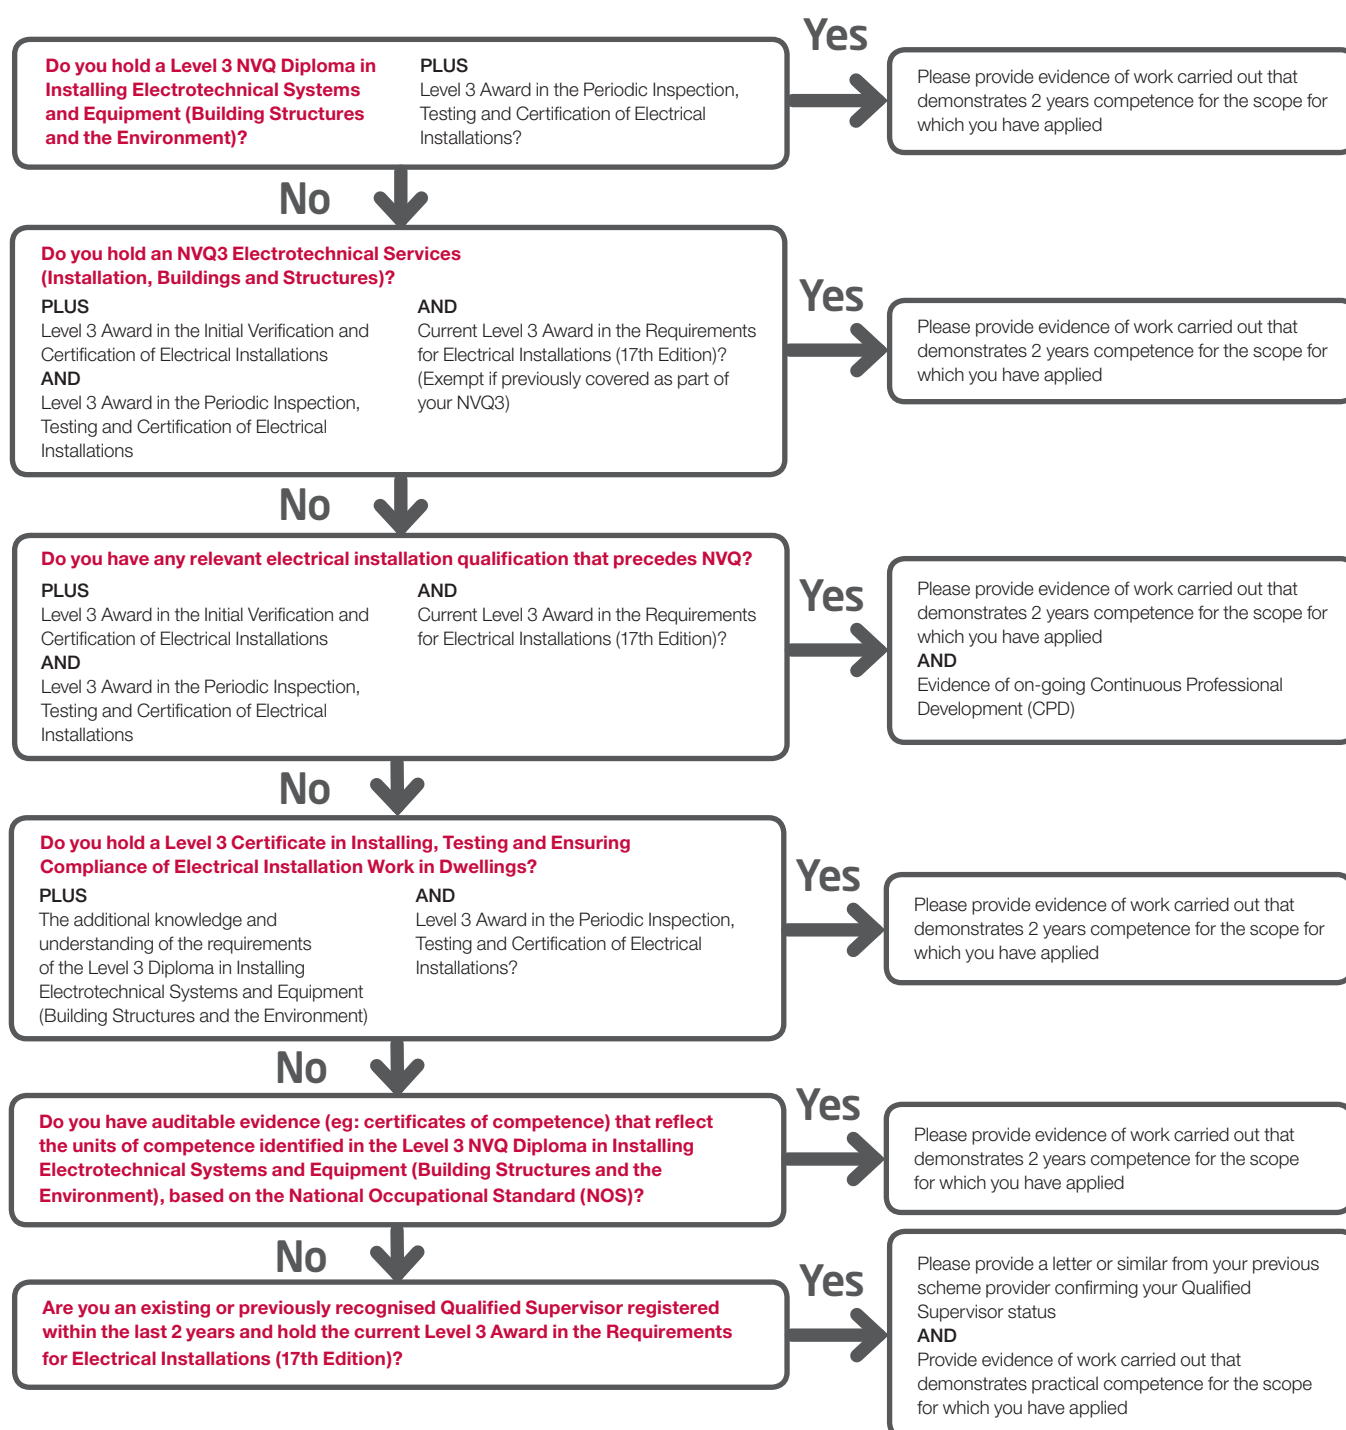 Yes
Do you hold a Level 3 NVQ Diploma in
Installing Electrotechnical Systems
and Equipment (Building Structures
and the Environment)?
PLUS
Level 3 Award in the Periodic Inspection,
Testing and Certification of Electrical
Installations?
Please provide evidence of work carried out that
demonstrates 2 years competence for the scope for
which you have applied
No
Do you hold an NVQ3 Electrotechnical Services
(Installation, Buildings and Structures)?
PLUS
Level 3 Award in the Initial Verification and
Certification of Electrical Installations
AND
Level 3 Award in the Periodic Inspection,
Testing and Certification of Electrical
Installations
AND
Current Level 3 Award in the Requirements
for Electrical Installations (17th Edition)?
(Exempt if previously covered as part of
your NVQ3)
Yes
Please provide evidence of work carried out that
demonstrates 2 years competence for the scope for
which you have applied
No
Do you have any relevant electrical installation qualification that precedes NVQ?
PLUS
Level 3 Award in the Initial Verification and
Certification of Electrical Installations
AND
Level 3 Award in the Periodic Inspection,
Testing and Certification of Electrical
Installations
AND
Current Level 3 Award in the Requirements
for Electrical Installations (17th Edition)?
Yes
Please provide evidence of work carried out that
demonstrates 2 years competence for the scope for
which you have applied
AND
Evidence of on-going Continuous Professional
Development (CPD)
No
Do you hold a Level 3 Certificate in Installing, Testing and Ensuring
Compliance of Electrical Installation Work in Dwellings?
PLUS
The additional knowledge and
understanding of the requirements
of the Level 3 Diploma in Installing
Electrotechnical Systems and Equipment
(Building Structures and the Environment)
AND
Level 3 Award in the Periodic Inspection,
Testing and Certification of Electrical
Installations?
Yes
Please provide evidence of work carried out that
demonstrates 2 years competence for the scope for
which you have applied
No
Do you have auditable evidence (eg: certificates of competence) that reflect
the units of competence identified in the Level 3 NVQ Diploma in Installing
Electrotechnical Systems and Equipment (Building Structures and the
Environment), based on the National Occupational Standard (NOS)?
Yes
Please provide evidence of work carried out that
demonstrates 2 years competence for the scope
for which you have applied
No
Are you an existing or previously recognised Qualified Supervisor registered
within the last 2 years and hold the current Level 3 Award in the Requirements
for Electrical Installations (17th Edition)?
Yes
Please provide a letter or similar from your previous
scheme provider confirming your Qualified
Supervisor status
AND
Provide evidence of work carried out that
demonstrates practical competence for the scope
for which you have applied